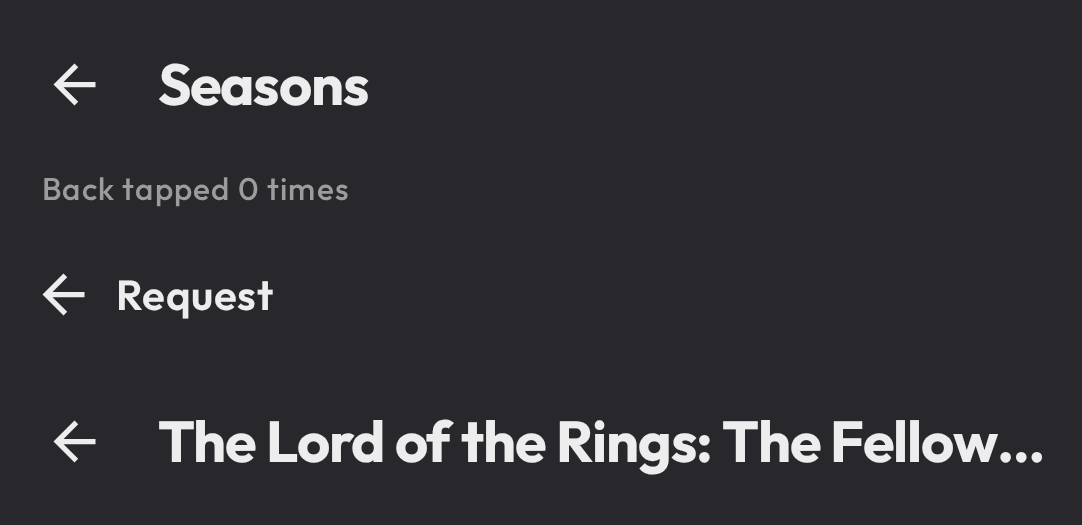 Seasons
Back tapped 0 times
Request
The Lord of the Rings: The Fellow...